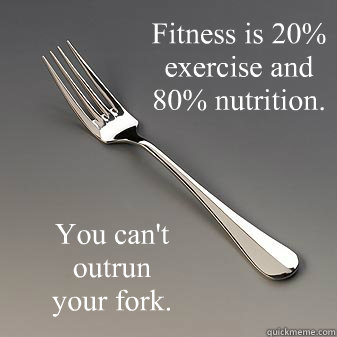 Fitness is 20%
exercise and
80% nutrition.
You can't
outrun
your fork.
quickmeme.com